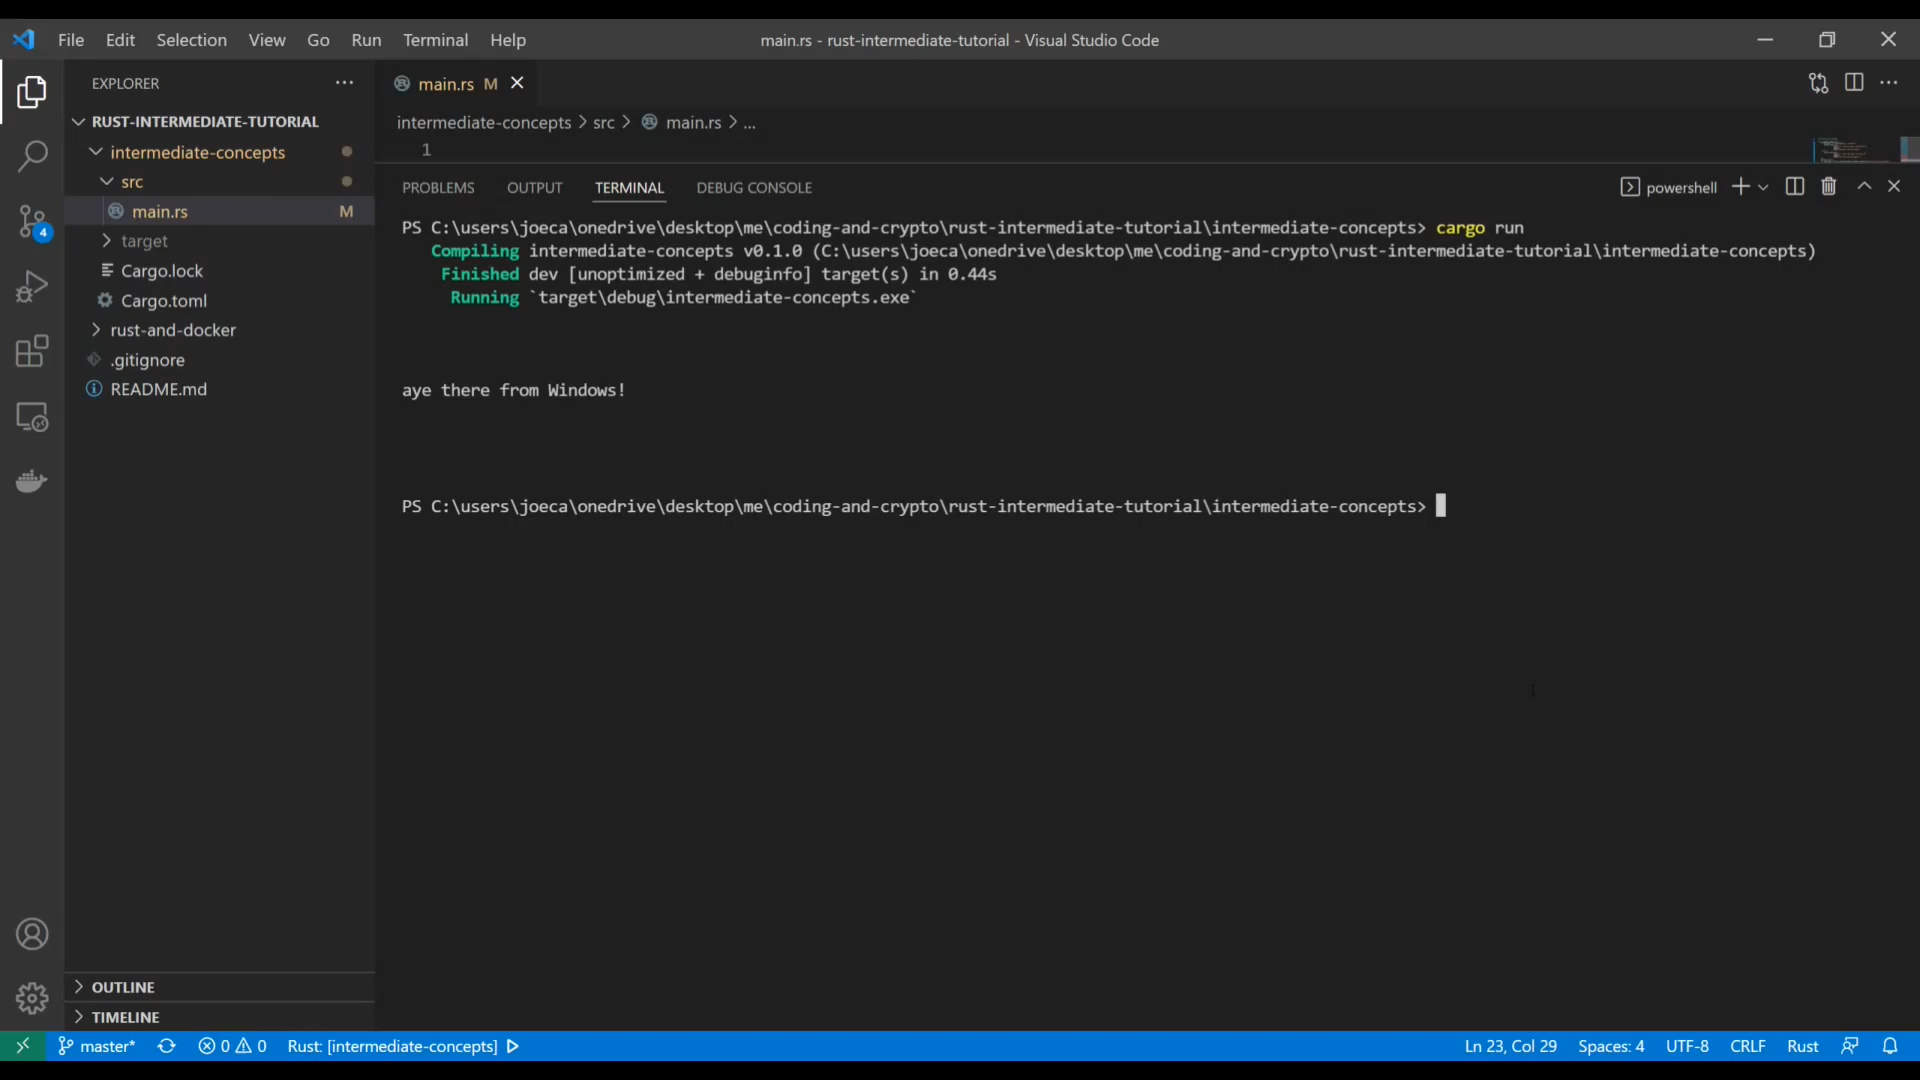 File Edit Selection View Go Run Terminal Help
main.rs - rust-intermediate-tutorial - Visual Studio Code
EXPLORER
RUST-INTERMEDIATE-TUTORIAL
intermediate-concepts
src
main.rs M
target
Cargo.lock
Cargo.toml
rust-and-docker
.gitignore
README.md
4
OUTLINE
TIMELINE
main.rs M
intermediate-concepts > src > main.rs > ...
1
PROBLEMS OUTPUT TERMINAL DEBUG CONSOLE
powershell
PS C:\users\joeca\onedrive\desktop\me\coding-and-crypto\rust-intermediate-tutorial\intermediate-concepts> cargo run
Compiling intermediate-concepts v0.1.0 (C:\users\joeca\onedrive\desktop\me\coding-and-crypto\rust-intermediate-tutorial\intermediate-concepts)
Finished dev [unoptimized + debuginfo] target(s) in 0.44s
Running `target\debug\intermediate-concepts.exe`
aye there from Windows!
PS C:\users\joeca\onedrive\desktop\me\coding-and-crypto\rust-intermediate-tutorial\intermediate-concepts>
master* 0 0 Rust: [intermediate-concepts]
Ln 23, Col 29 Spaces: 4 UTF-8 CRLF Rust